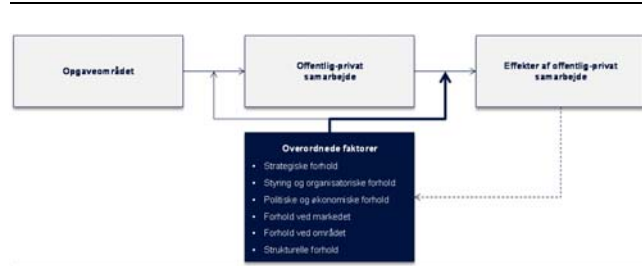 Opgaveområdet
Offentlig-privat
samarbejde
Effekter af offentlig-privat
samarbejde
Overordnede faktorer
• Strategiske forhold
• Styring og organisatoriske forhold
• Politiske og økonomiske forhold
• Forhold ved markedet
• Forhold ved området
• Strukturelle forhold